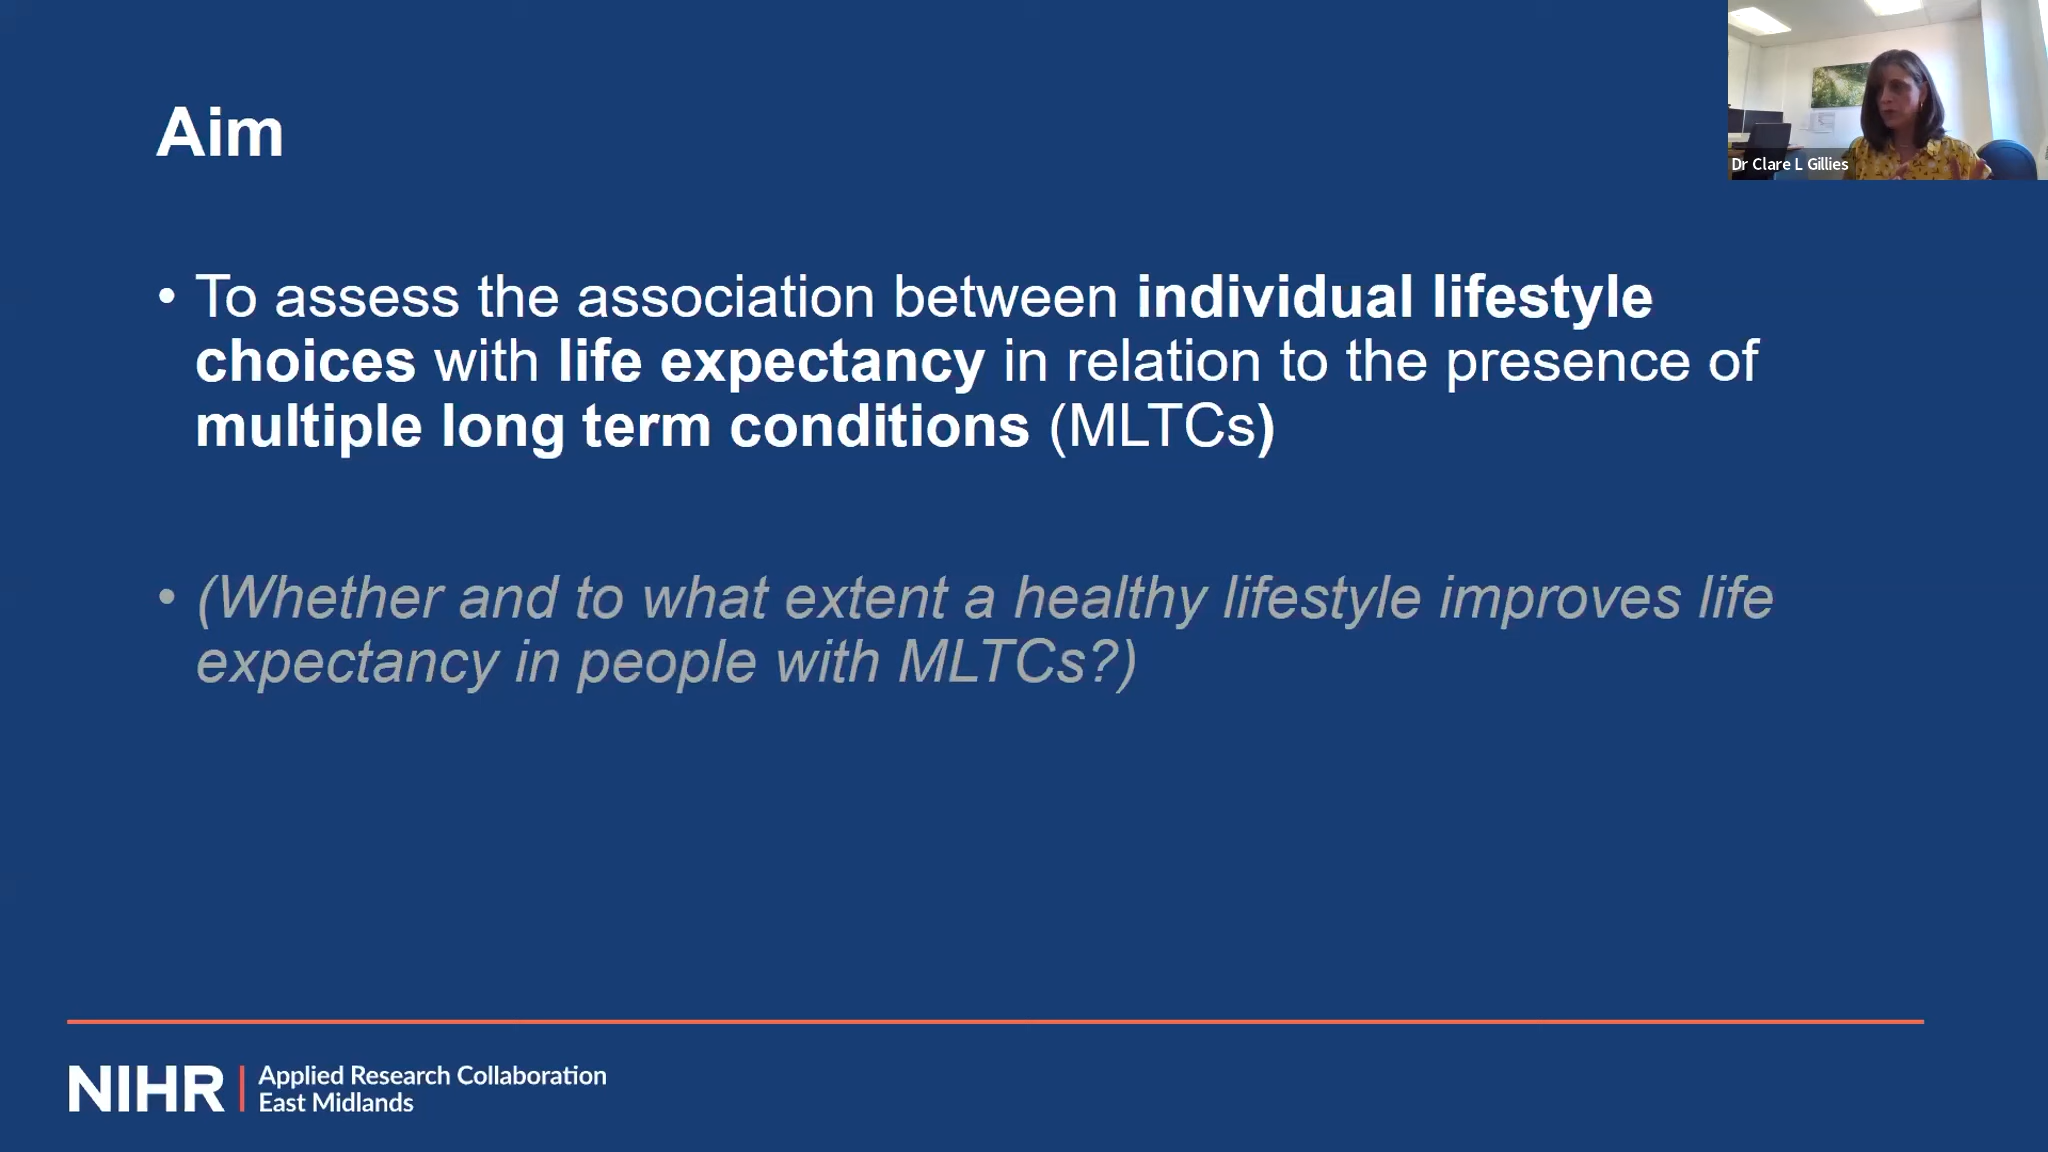 Aim
• To assess the association between individual lifestyle
choices with life expectancy in relation to the presence of
multiple long term conditions (MLTCs)
• (Whether and to what extent a healthy lifestyle improves life
expectancy in people with MLTCs?)
Dr Clare L Gillies
NIHR | Applied Research Collaboration
East Midlands